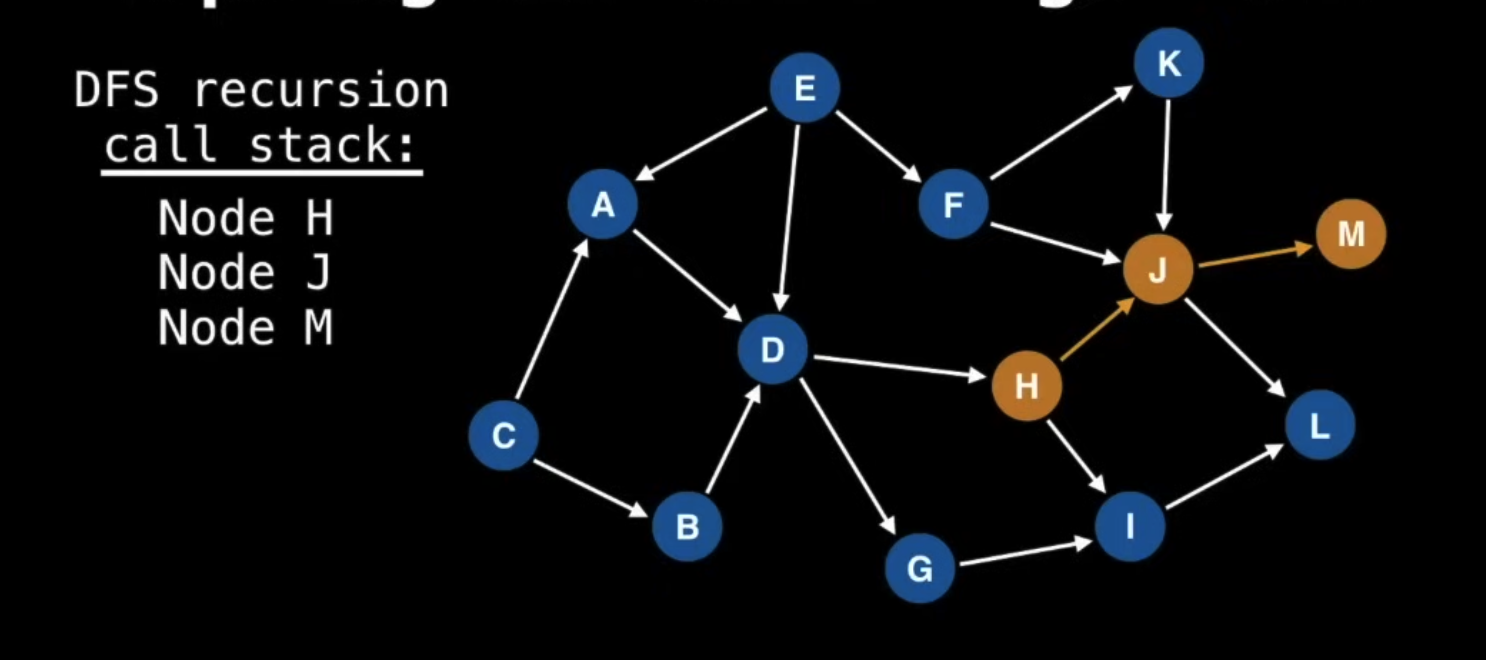 DFS recursion
call stack:
Node H
Node J
Node M
E
K
A
F
M
J
D
H
C
L
B
I
G